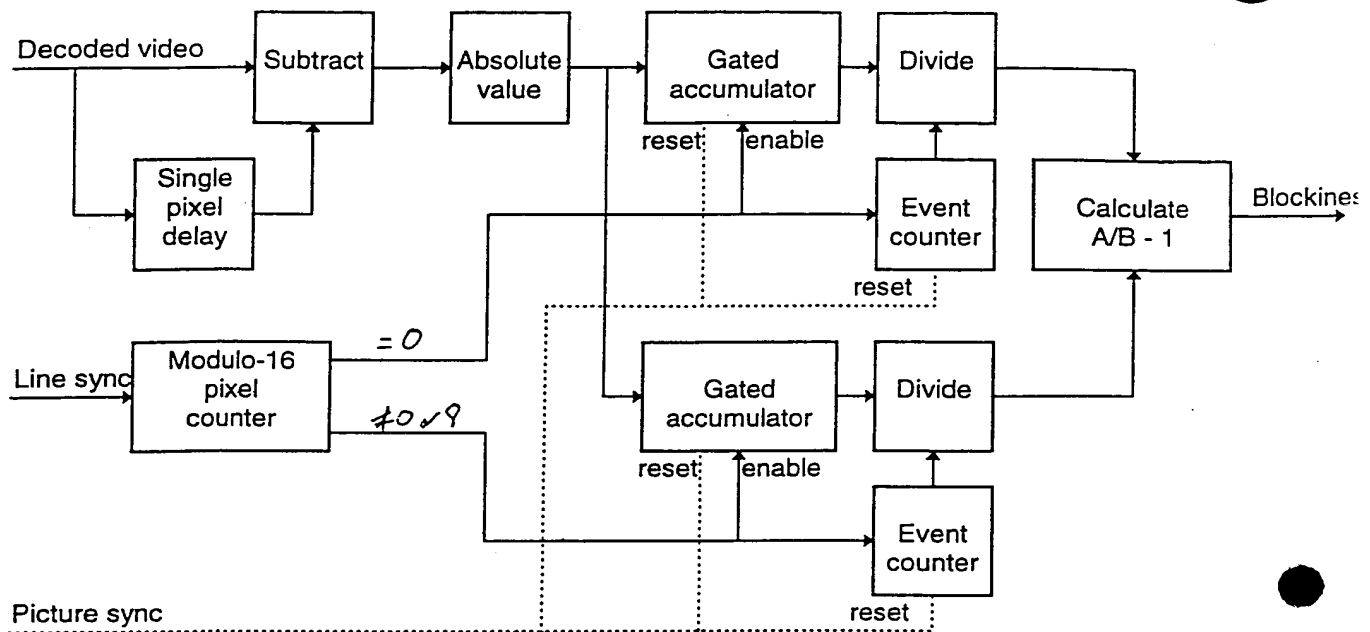 Decoded video
Subtract
Absolute
value
Gated
accumulator
Divide
reset
enable
Single
pixel
delay
Event
counter
Calculate
A/B - 1
Blockines
reset
= 0
Line sync
Modulo-16
pixel
counter
Gated
accumulator
Divide
reset
enable
Event
counter
Picture sync
reset